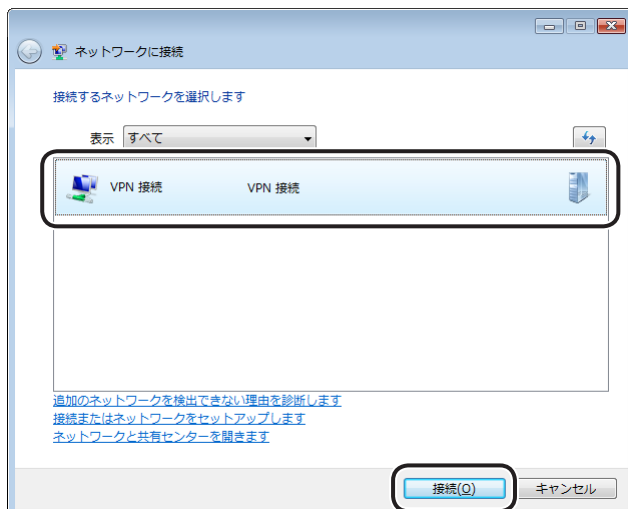 ネットワークに接続
接続するネットワークを選択します
表示 すべて
VPN 接続 VPN 接続
追加のネットワークを検出できない理由を診断します
接続またはネットワークをセットアップします
ネットワークと共有センターを開きます
接続(O) キャンセル